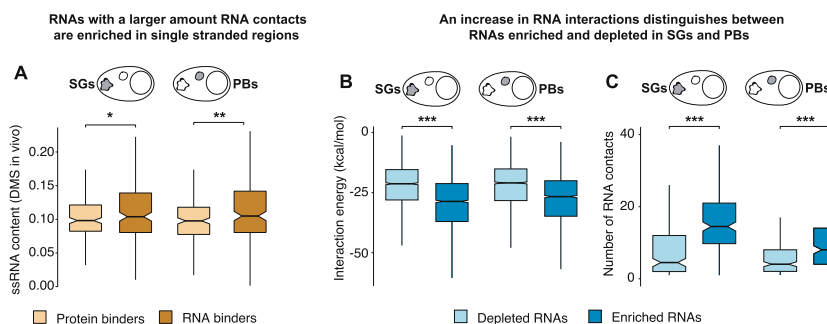 RNAs with a larger amount RNA contacts
are enriched in single stranded regions
An increase in RNA interactions distinguishes between
RNAs enriched and depleted in SGs and PBs
A
SGs
PBs
*
**
ssRNA content (DMS in vivo)
0.20
0.15
0.10
0.05
0.00
Protein binders
RNA binders
B
SGs
PBs
***
***
Interaction energy (kcal/mol)
0
-25
-50
C
SGs
PBs
***
***
Number of RNA contacts
40
20
0
Depleted RNAs
Enriched RNAs